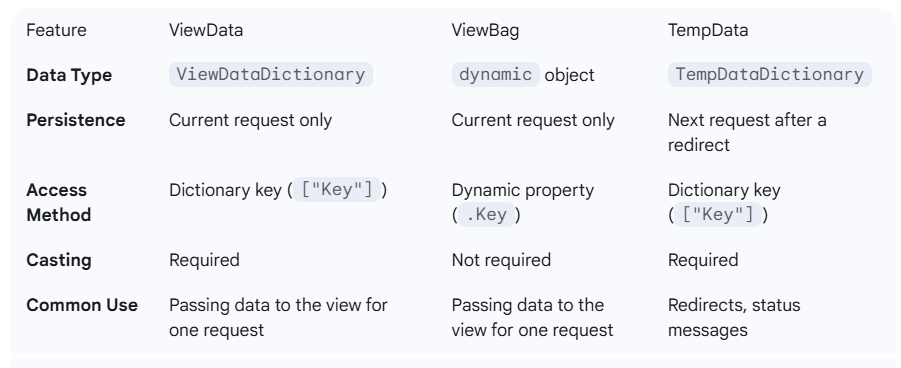 Feature ViewData ViewBag TempData
Data Type ViewDataDictionary dynamic object TempDataDictionary
Persistence Current request only Current request only Next request after a
redirect
Access Dictionary key (["Key"]) Dynamic property Dictionary key
Method (.Key) (["Key"])
Casting Required Not required Required
Common Use Passing data to the view for Passing data to the Redirects, status
one request view for one request messages